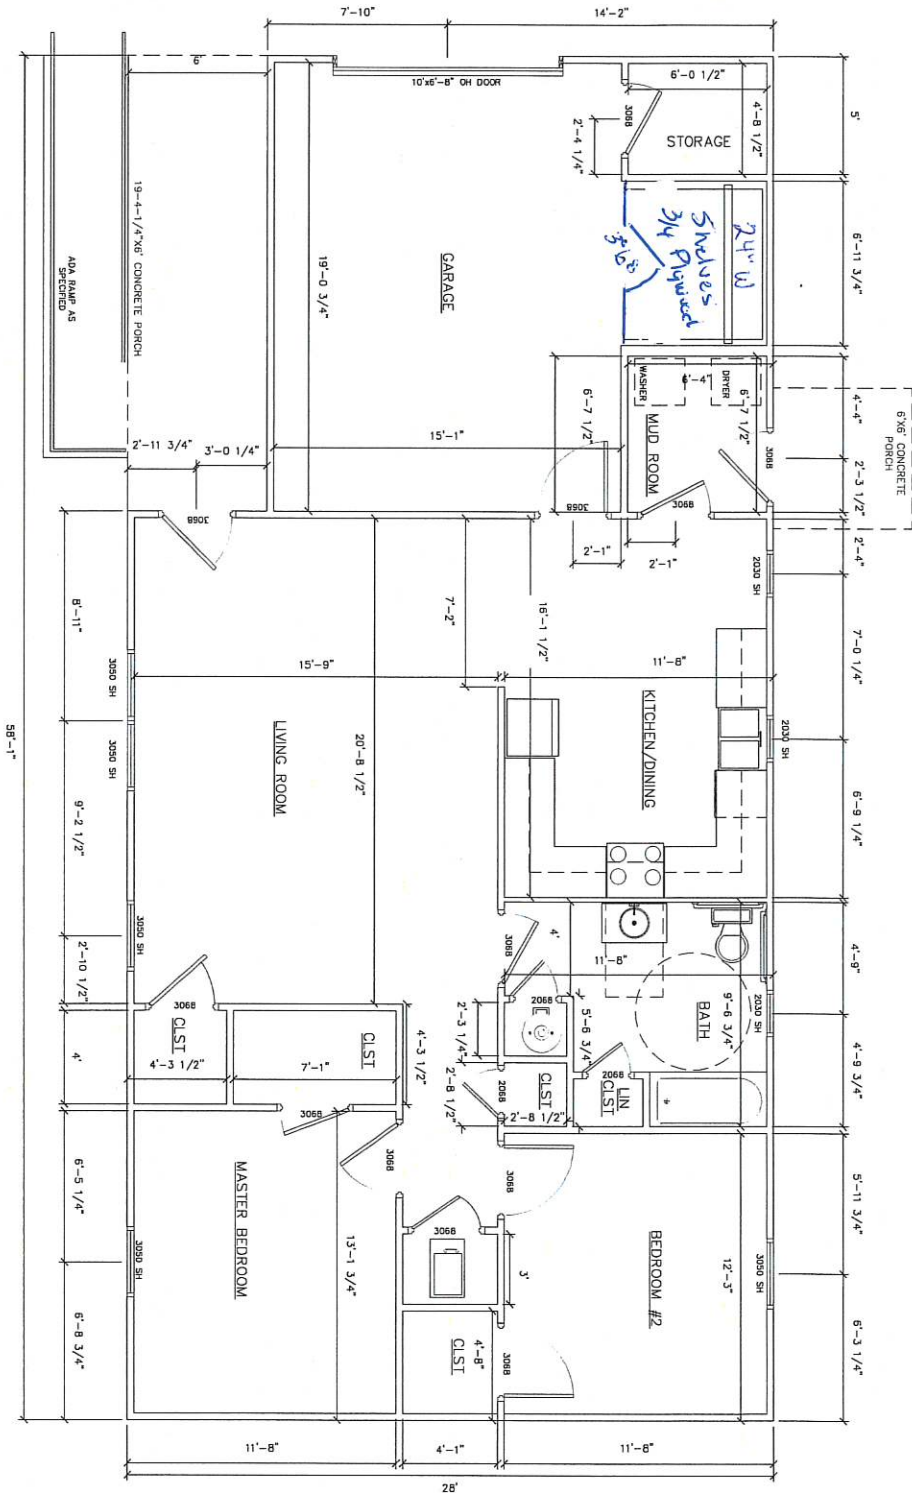 7'-10"
14'-2"
6'
10'x6'-8" OH DOOR
6'-0 1/2"
4'-8 1/2"
5'
3068
2'-4 1/4"
STORAGE
19-4-1/4"X6' CONCRETE PORCH
ADA RAMP AS
SPECIFIED
19'-0 3/4"
GARAGE
24" W
Shelves
3/4 Plywood
3'6'8
6'-11 3/4"
WASHER
DRYER
6'-4"
6'-7 1/2"
6'-7 1/2"
MUD ROOM
4'-4"
6'X6' CONCRETE
PORCH
2'-11 3/4"
3'-0 1/4"
15'-1"
3068
2'-3 1/2"
3068
3068
3068
2'-1"
2'-1"
2030 SH
2'-4"
8'-11"
7'-2"
16'-1 1/2"
7'-0 1/4"
3050 SH
15'-9"
11'-8"
58'-1"
3050 SH
LIVING ROOM
20'-8 1/2"
KITCHEN/DINING
2030 SH
9'-2 1/2"
6'-9 1/4"
3050 SH
3068
4'
11'-8"
9'-6 3/4"
BATH
2030 SH
4'-9"
2'-10 1/2"
3068
2068
2'-3 1/4"
5'-6 3/4"
4'
CLST
4'-3 1/2"
7'-1"
CLST
4'-3 1/2"
2'-8 1/2"
2068
CLST
2'-8 1/2"
2068
LIN
CLST
4'-9 3/4"
3068
3068
3068
6'-5 1/4"
MASTER BEDROOM
13'-1 3/4"
3068
3'
BEDROOM #2
12'-3"
3050 SH
5'-11 3/4"
3050 SH
6'-8 3/4"
4'-8"
CLST
3068
6'-3 1/4"
11'-8"
4'-1"
11'-8"
28'